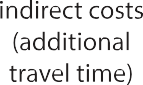 indirect costs
(additional
travel time)